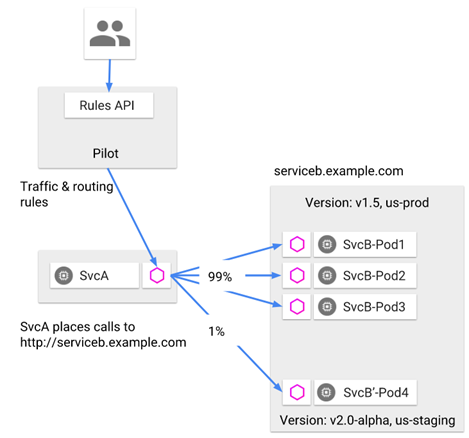 Rules API
Pilot
Traffic & routing
rules
serviceb.example.com
Version: v1.5, us-prod
SvcA
99%
SvcB-Pod1
SvcB-Pod2
SvcB-Pod3
SvcA places calls to
http://serviceb.example.com
1%
SvcB'-Pod4
Version: v2.0-alpha, us-staging